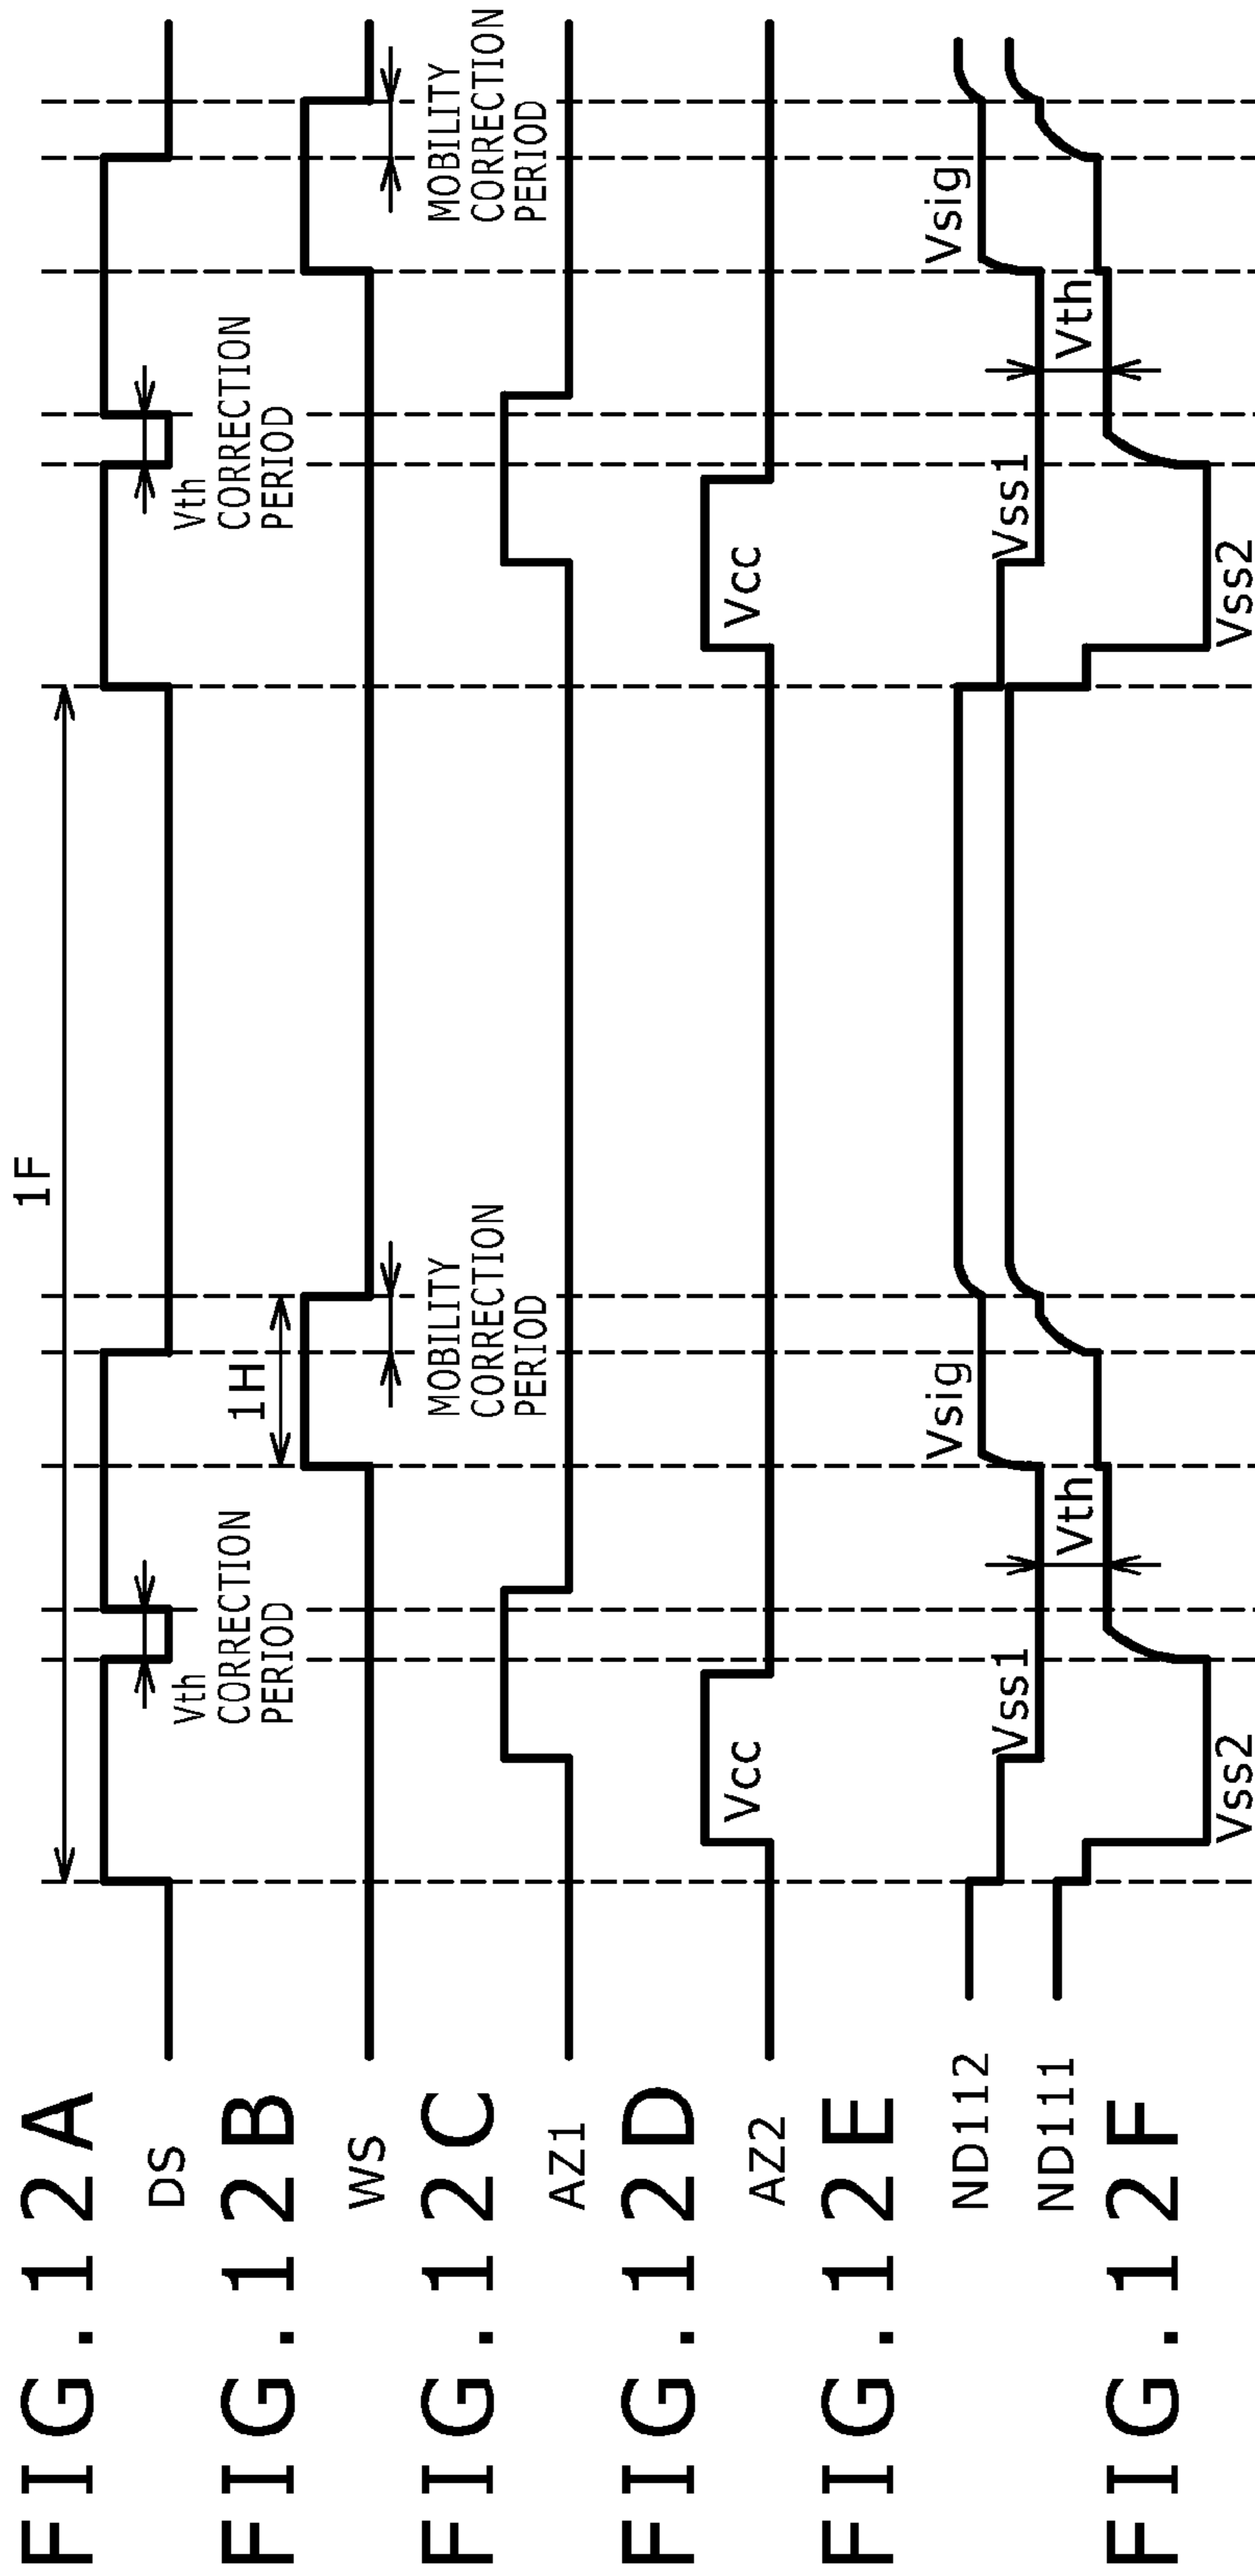 1F
FIG.12A
DS
Vth
CORRECTION
PERIOD
Vth
CORRECTION
PERIOD
FIG.12B
WS
1H
MOBILITY
CORRECTION
PERIOD
MOBILITY
CORRECTION
PERIOD
FIG.12C
AZ1
FIG.12D
AZ2
Vcc
Vcc
FIG.12E
ND112
Vss1
Vsig
Vss1
Vsig
ND111
Vth
Vth
FIG.12F
Vss2
Vss2